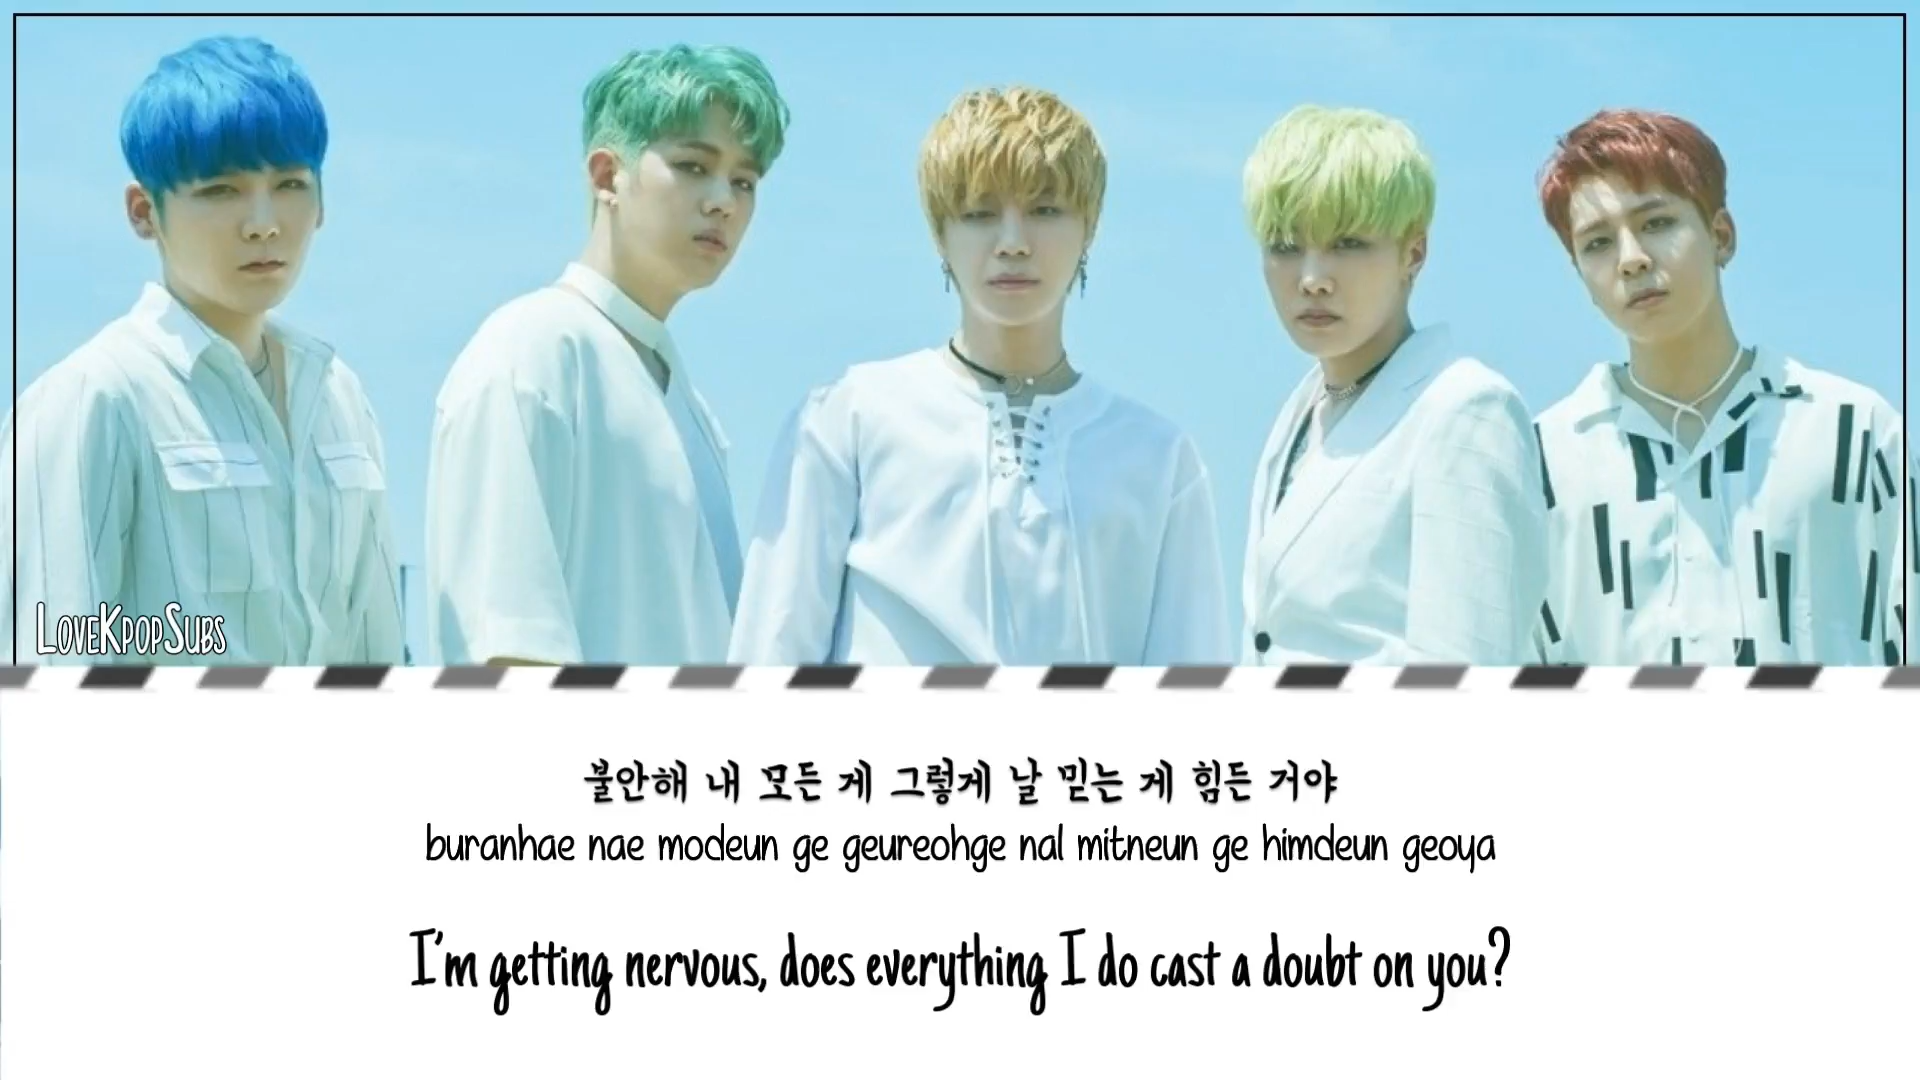 LoveKpopSubs
불안해 내 모든 게 그렇게 날 믿는 게 힘든 거야
buranhae nae modeun ge geureohge nal mitneun ge himdeun geoya
I'm getting nervous, does everything I do cast a doubt on you?